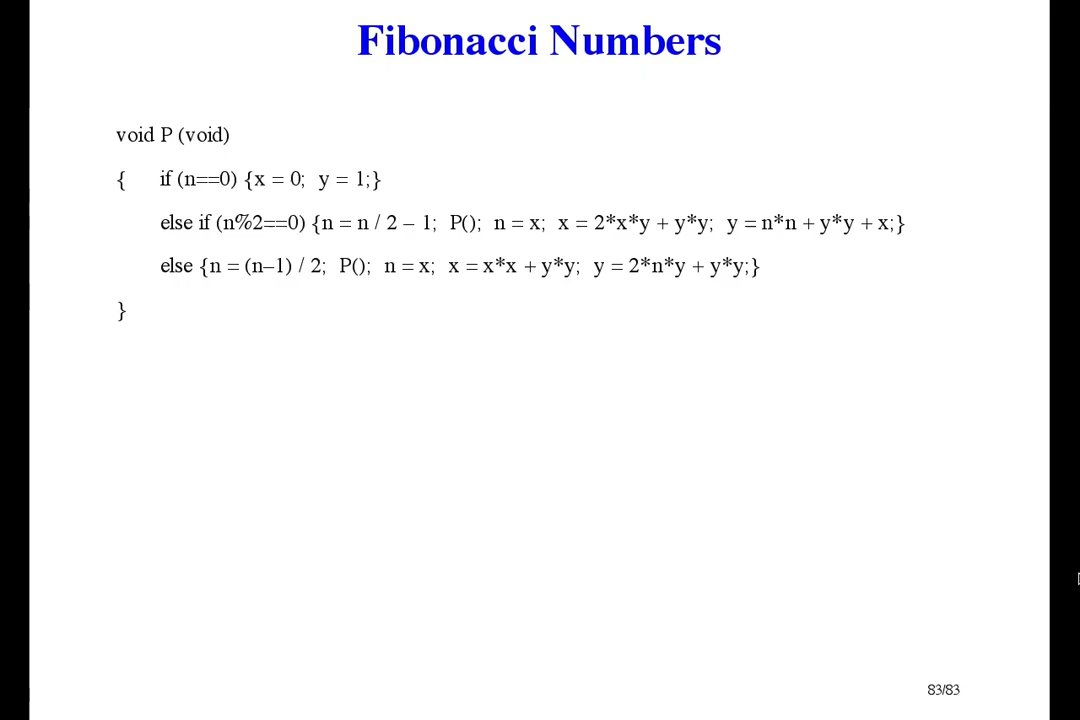 Fibonacci Numbers
void P (void)
{ if (n==0) {x = 0; y = 1;}
else if (n%2==0) {n = n / 2 – 1; P(); n = x; x = 2*x*y + y*y; y = n*n + y*y + x;}
else {n = (n–1) / 2; P(); n = x; x = x*x + y*y; y = 2*n*y + y*y;}
}
83/83